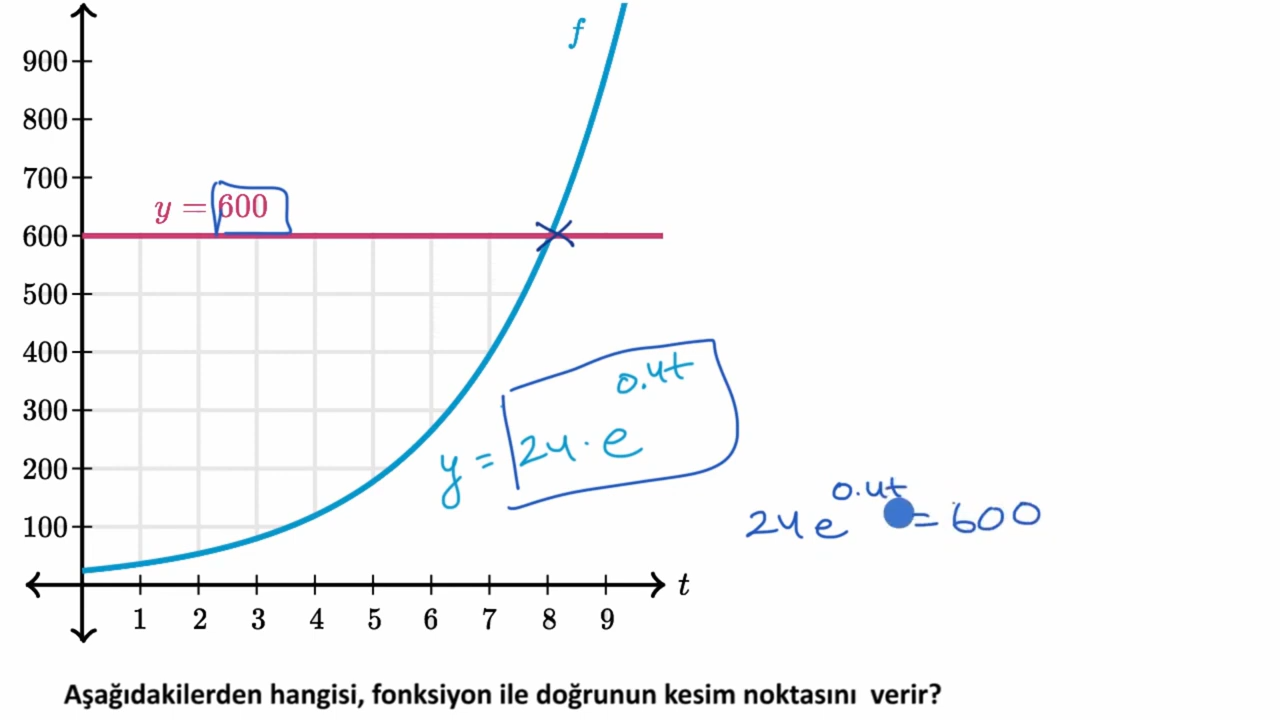 f
900
800
700
y = 600
600
500
400
0.4t
300
y = 24 · e
200
0.4t
24e = 600
100
t
1 2 3 4 5 6 7 8 9
Aşağıdakilerden hangisi, fonksiyon ile doğrunun kesim noktasını verir?